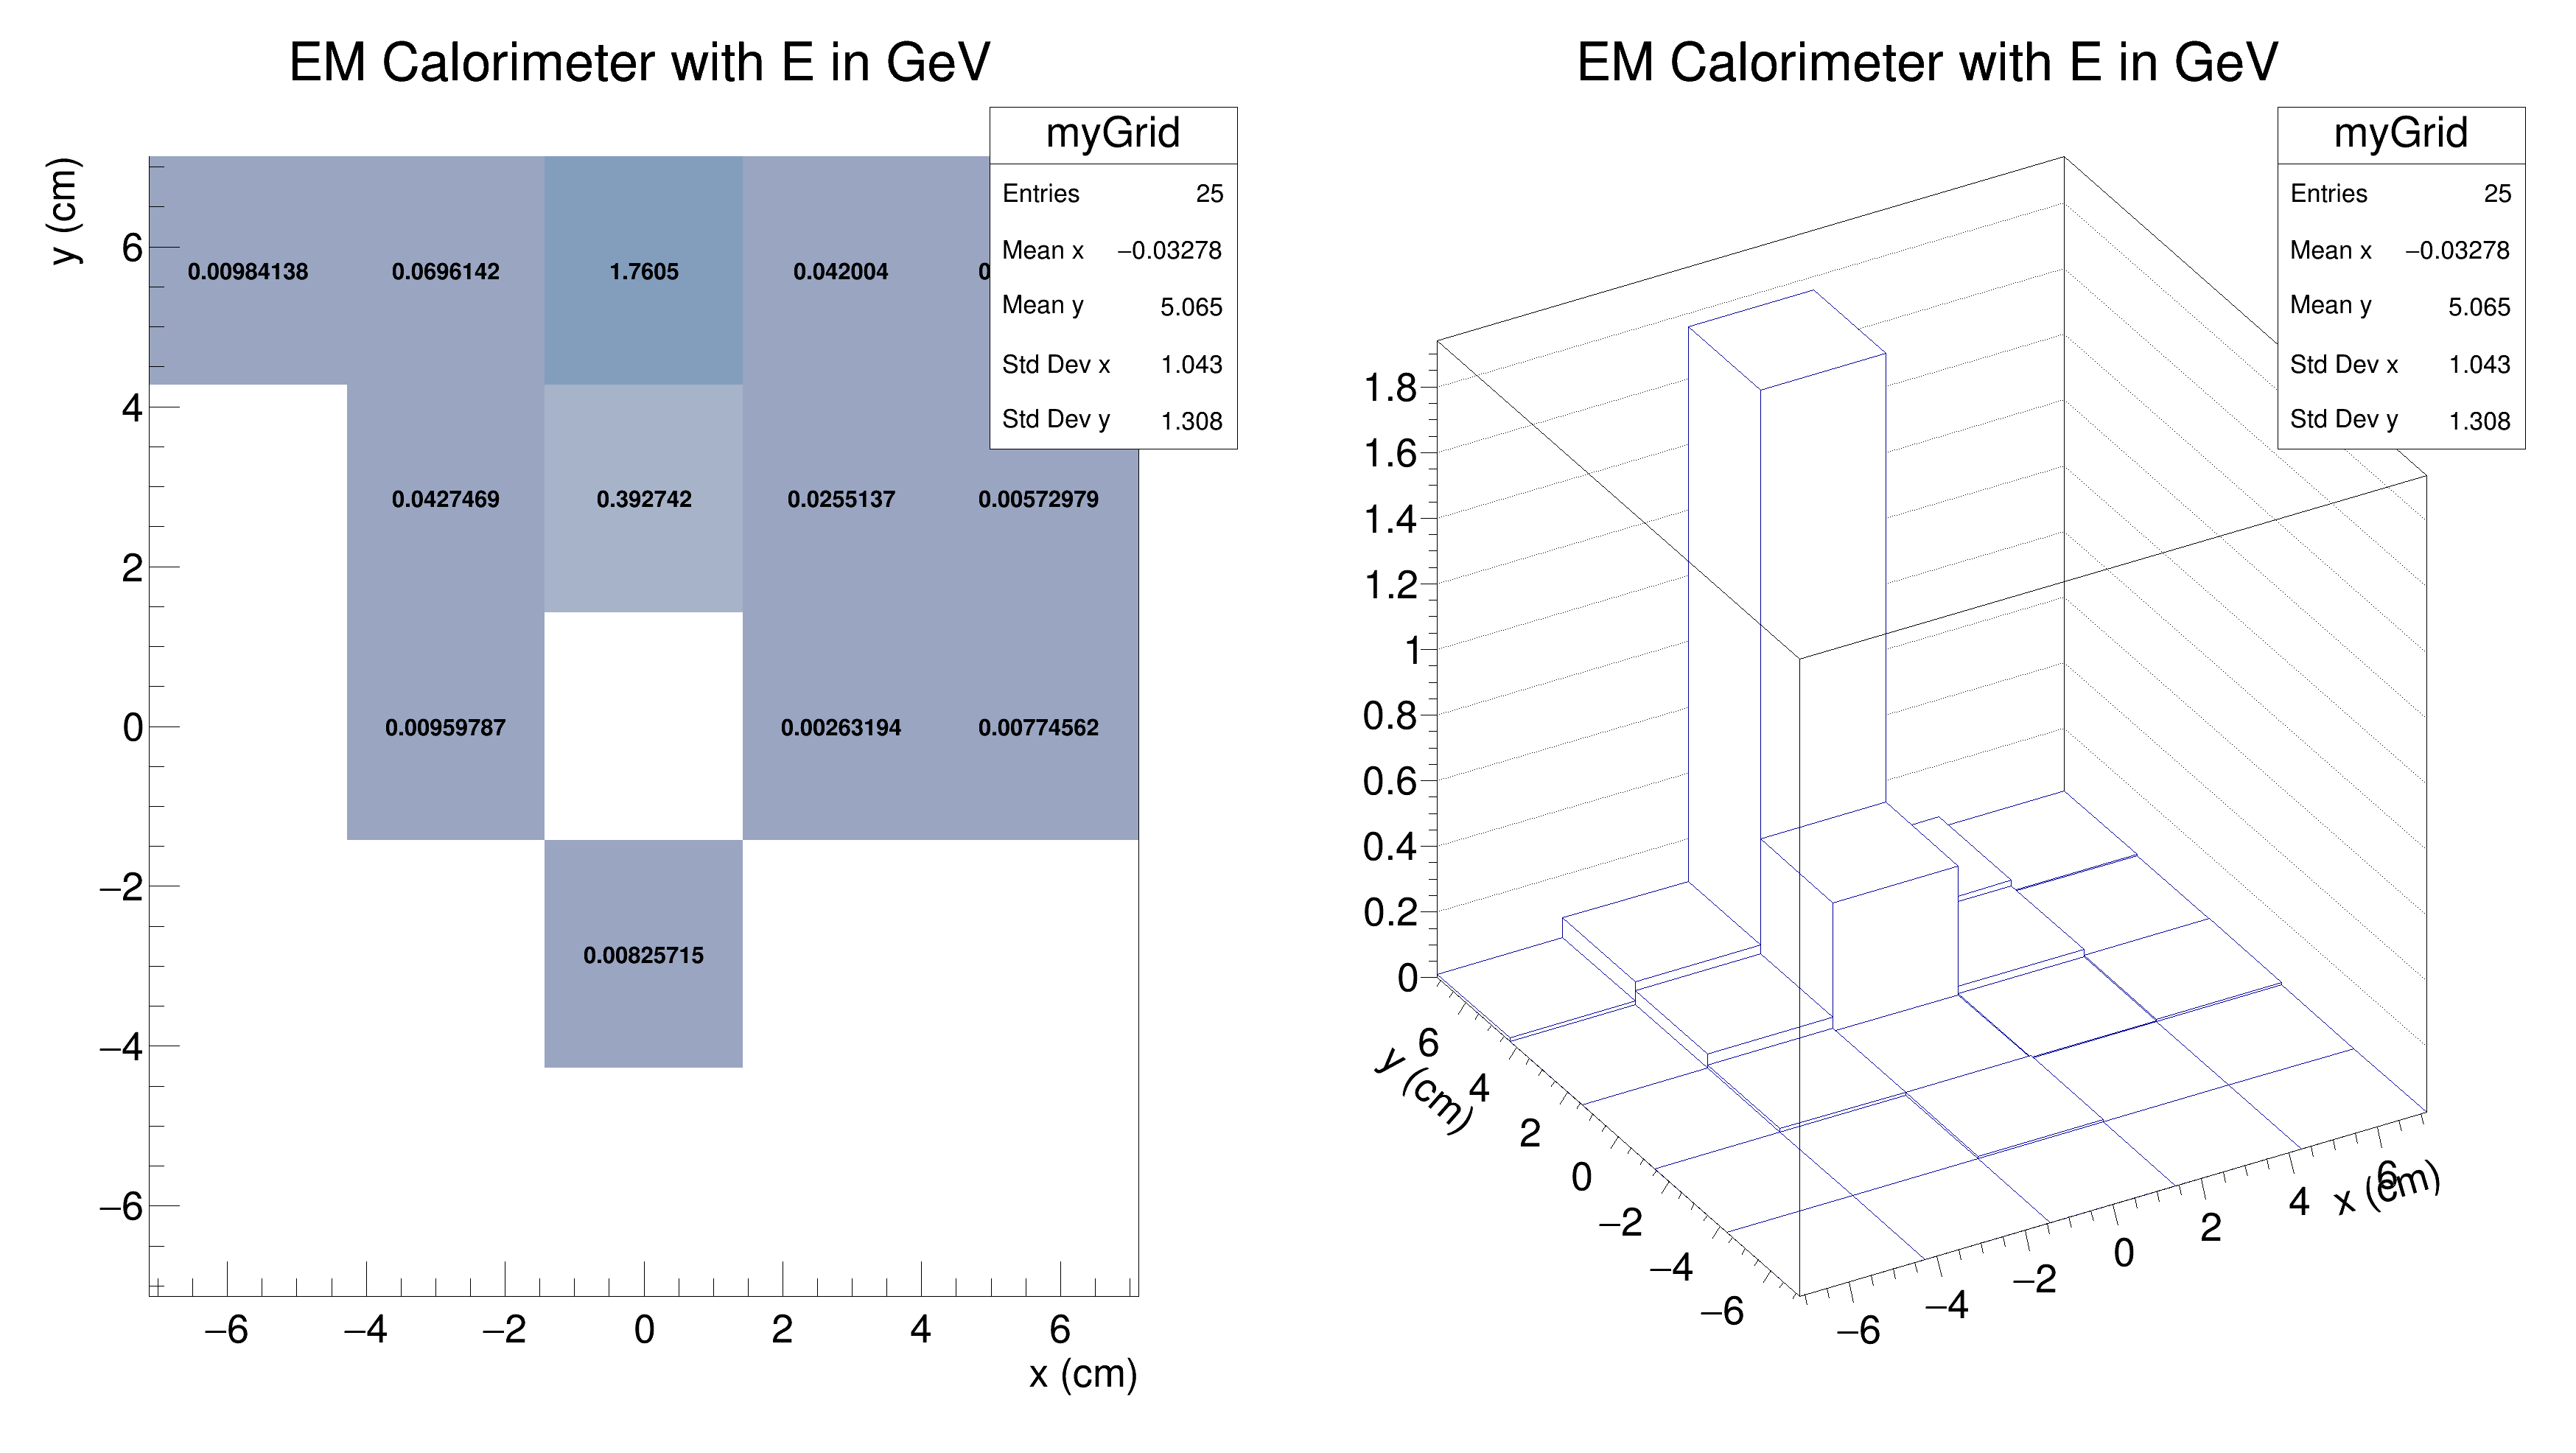 EM Calorimeter with E in GeV
myGrid
Entries 25
Mean x −0.03278
Mean y 5.065
Std Dev x 1.043
Std Dev y 1.308
y (cm)
6
4
2
0
−2
−4
−6
0.00984138 0.0696142 1.7605 0.042004 0
0.0427469 0.392742 0.0255137 0.00572979
0.00959787 0.00263194 0.00774562
0.00825715
−6 −4 −2 0 2 4 6
x (cm)
EM Calorimeter with E in GeV
myGrid
Entries 25
Mean x −0.03278
Mean y 5.065
Std Dev x 1.043
Std Dev y 1.308
1.8
1.6
1.4
1.2
1
0.8
0.6
0.4
0.2
0
6
4
2
0
−2
−4
−6
y (cm)
−6
−4
−2
0
2
4
6
x (cm)